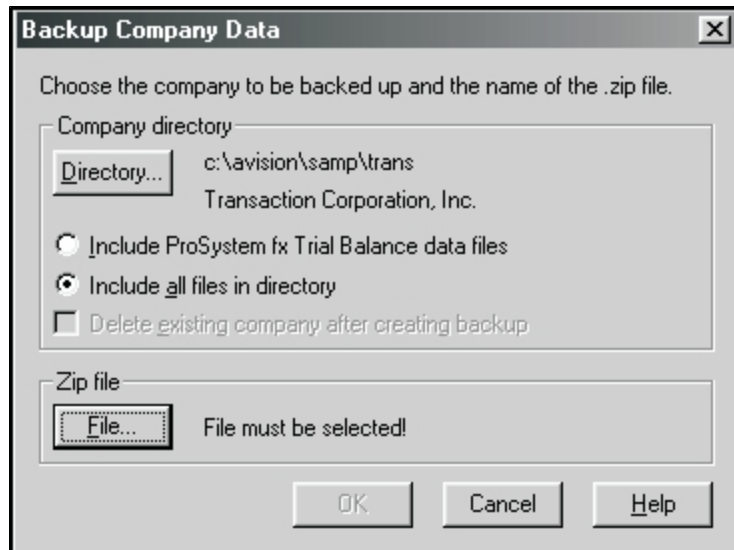 Backup Company Data
Choose the company to be backed up and the name of the .zip file.
Company directory
Directory...
c:\avision\samp\trans
Transaction Corporation, Inc.
Include ProSystem fx Trial Balance data files
Include all files in directory
Delete existing company after creating backup
Zip file
File...
File must be selected!
OK
Cancel
Help